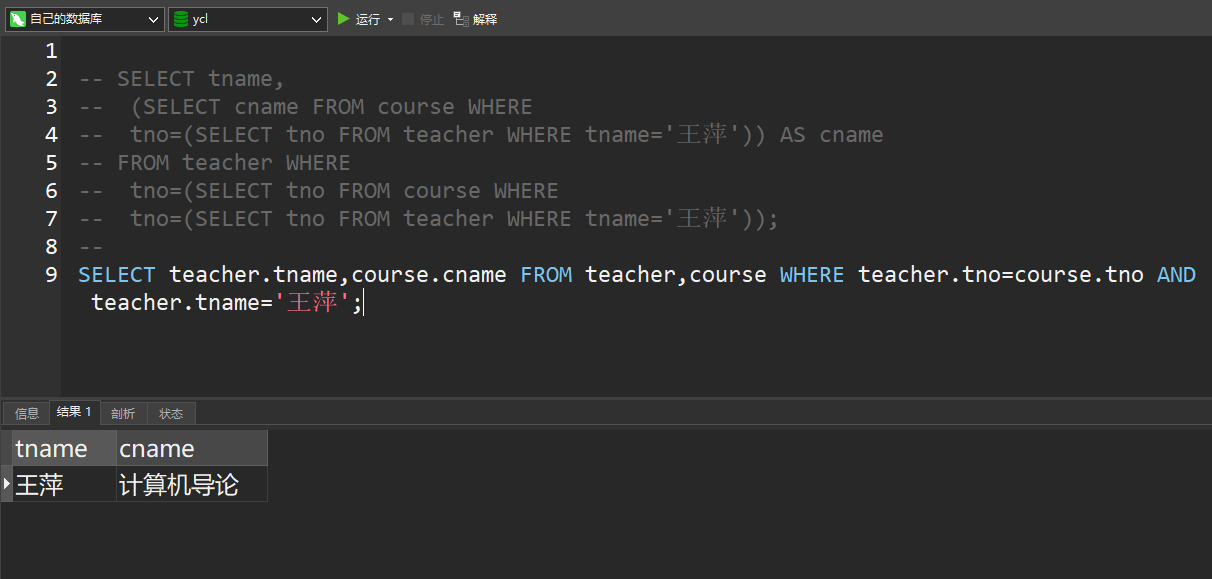 自己的数据库 ycl 运行 停止 解释
1
2 -- SELECT tname,
3 --  (SELECT cname FROM course WHERE
4 --  tno=(SELECT tno FROM teacher WHERE tname='王萍')) AS cname
5 -- FROM teacher WHERE
6 --  tno=(SELECT tno FROM course WHERE
7 --  tno=(SELECT tno FROM teacher WHERE tname='王萍'));
8 --
9 SELECT teacher.tname,course.cname FROM teacher,course WHERE teacher.tno=course.tno AND
teacher.tname='王萍';
信息 结果 1 剖析 状态
tname cname
王萍 计算机导论